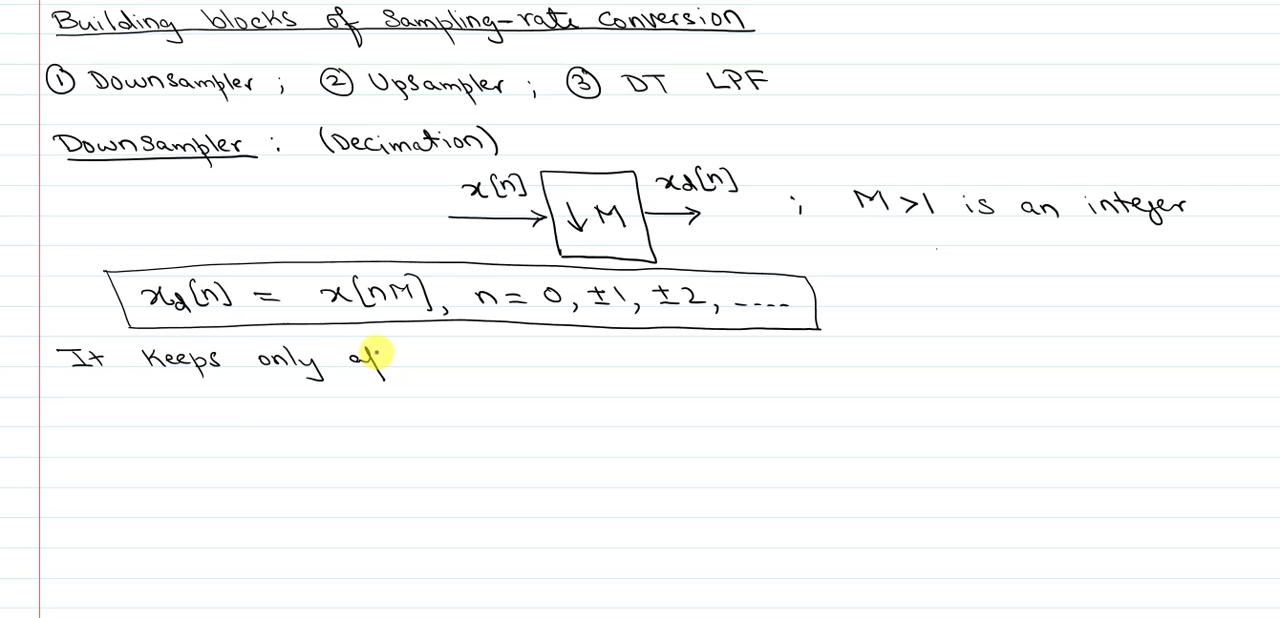 Building blocks of Sampling-rate Conversion
① Downsampler ; ② Upsampler ; ③ DT LPF
Downsampler : (Decimation)
x[n] ↓M xd[n] ; M>1 is an integer
xd[n] = x[nM], n = 0, ±1, ±2, ....
It keeps only